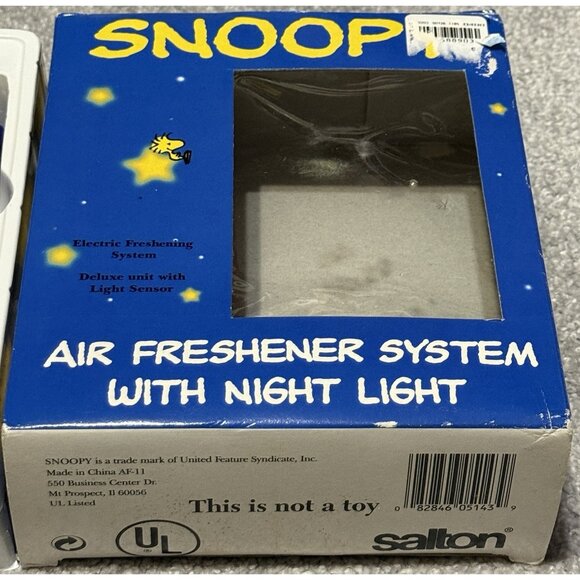 SNOOPY
Electric Freshening
System
Deluxe unit with
Light Sensor
AIR FRESHENER SYSTEM
WITH NIGHT LIGHT
SNOOPY is a trade mark of United Feature Syndicate, Inc.
Made in China AF-11
550 Business Center Dr.
Mt Prospect, Il 60056
UL Listed
This is not a toy
UL
0 82846 05143 9
salton®